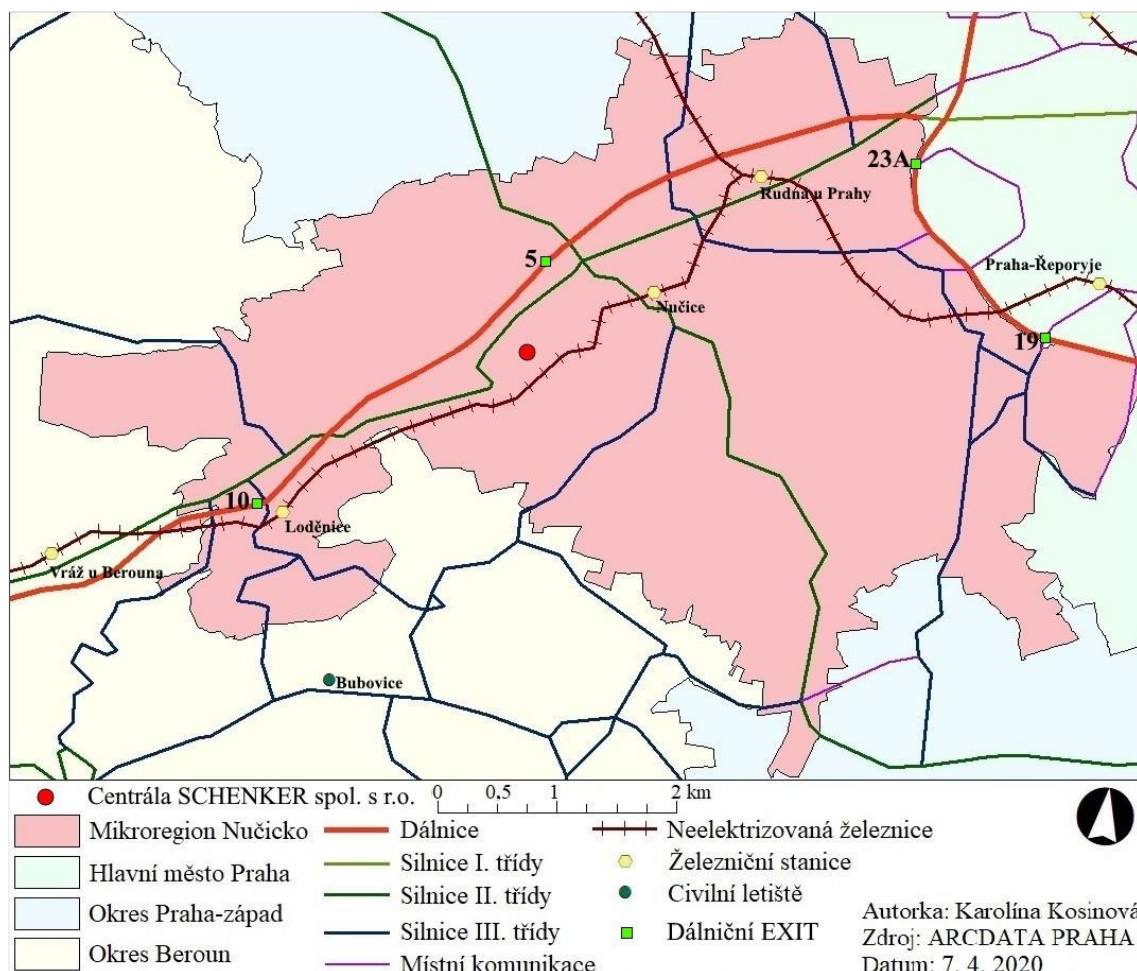 23A
Rudná u Prahy
5
Praha-Řeporyje
Nučice
19
10
Loděnice
Vráž u Berouna
Bubovice
Centrála SCHENKER spol. s r.o.
0 0,5 1 2 km
Mikroregion Nučicko
Dálnice
Neelektrizovaná železnice
Hlavní město Praha
Silnice I. třídy
Železniční stanice
Okres Praha-západ
Silnice II. třídy
Civilní letiště
Okres Beroun
Silnice III. třídy
Dálniční EXIT
Místní komunikace
Autorka: Karolína Kosinová
Zdroj: ARCDATA PRAHA
Datum: 7. 4. 2020